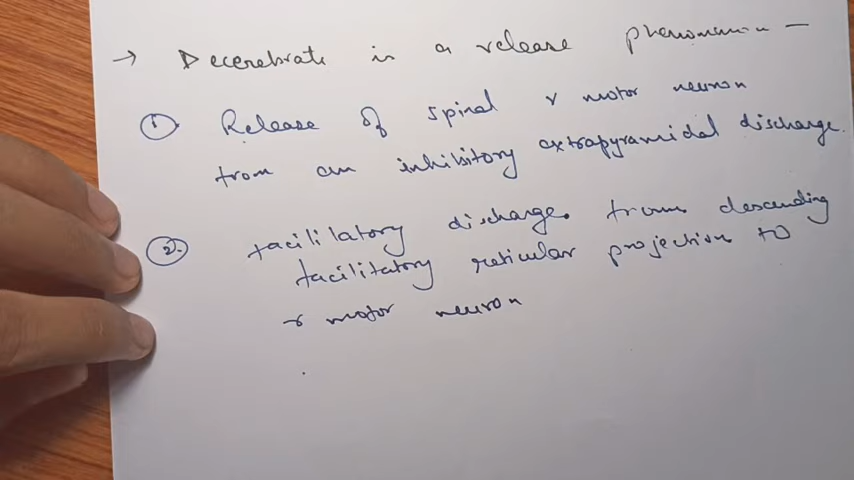 → Decerebrate is a release phenomenon —
① Release of spinal γ motor neuron
from an inhibitory extrapyramidal discharge.
② facilitatory discharge from descending
facilitatory reticular projection to
γ motor neuron